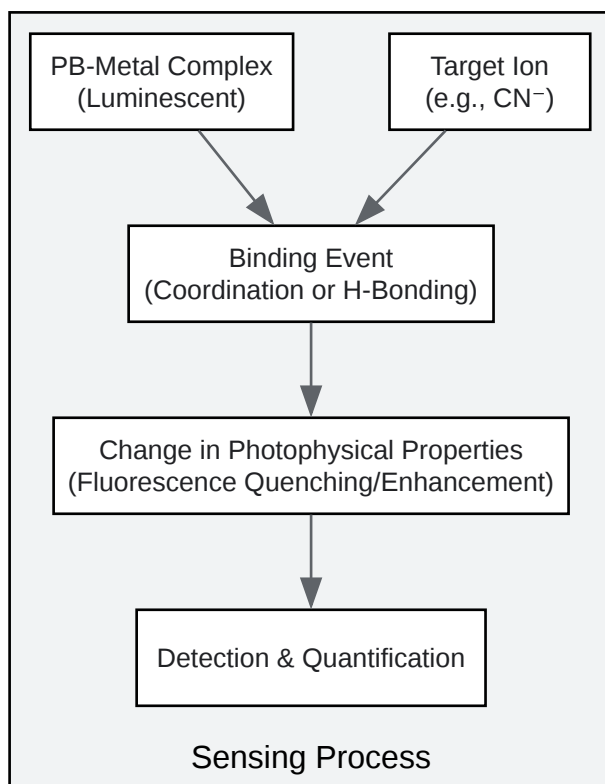 PB-Metal Complex
(Luminescent)
Target Ion
(e.g., CN⁻)
Binding Event
(Coordination or H-Bonding)
Change in Photophysical Properties
(Fluorescence Quenching/Enhancement)
Detection & Quantification
Sensing Process